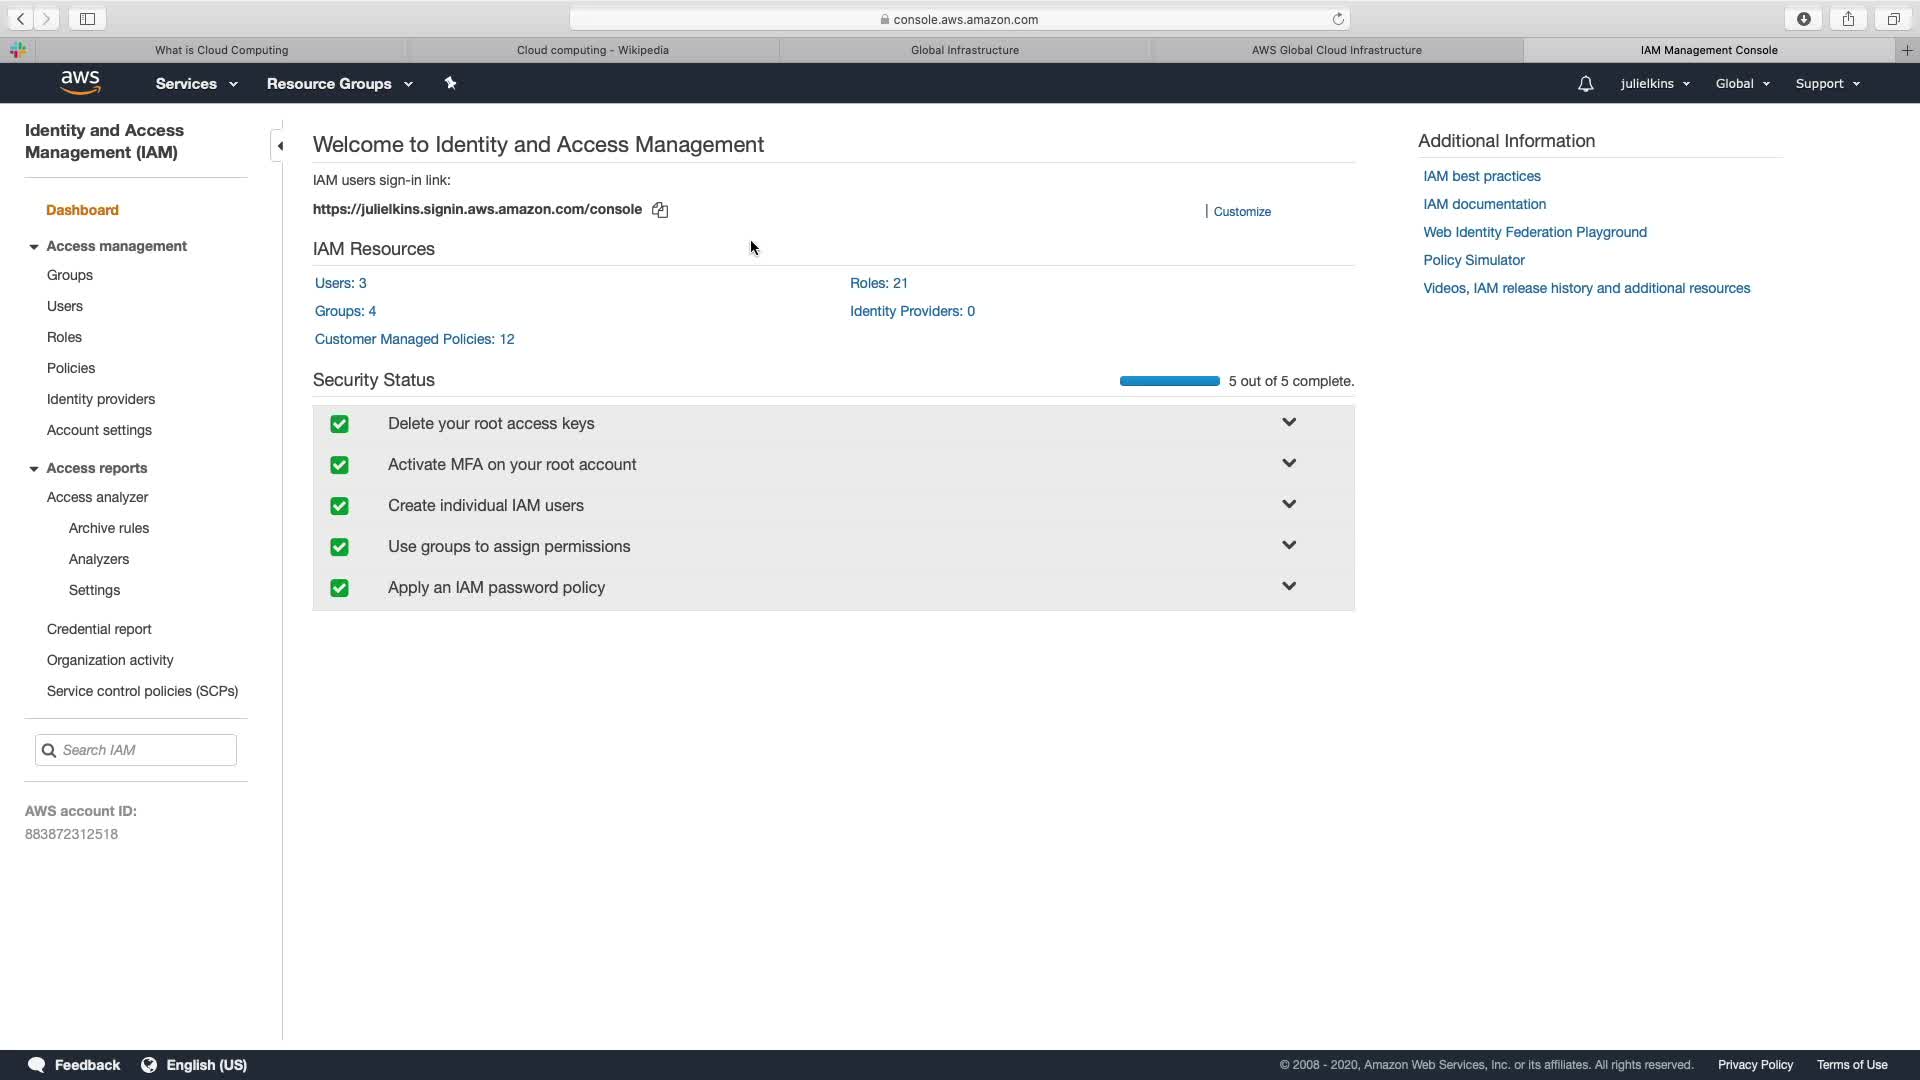 console.aws.amazon.com
What is Cloud Computing
Cloud computing - Wikipedia
Global Infrastructure
AWS Global Cloud Infrastructure
IAM Management Console
aws
Services
Resource Groups
julielkins
Global
Support
Identity and Access
Management (IAM)
Dashboard
Access management
Groups
Users
Roles
Policies
Identity providers
Account settings
Access reports
Access analyzer
Archive rules
Analyzers
Settings
Credential report
Organization activity
Service control policies (SCPs)
Search IAM
AWS account ID:
883872312518
Welcome to Identity and Access Management
IAM users sign-in link:
https://julielkins.signin.aws.amazon.com/console
| Customize
IAM Resources
Users: 3
Roles: 21
Groups: 4
Identity Providers: 0
Customer Managed Policies: 12
Security Status
5 out of 5 complete.
Delete your root access keys
Activate MFA on your root account
Create individual IAM users
Use groups to assign permissions
Apply an IAM password policy
Additional Information
IAM best practices
IAM documentation
Web Identity Federation Playground
Policy Simulator
Videos, IAM release history and additional resources
Feedback
English (US)
© 2008 - 2020, Amazon Web Services, Inc. or its affiliates. All rights reserved.
Privacy Policy
Terms of Use